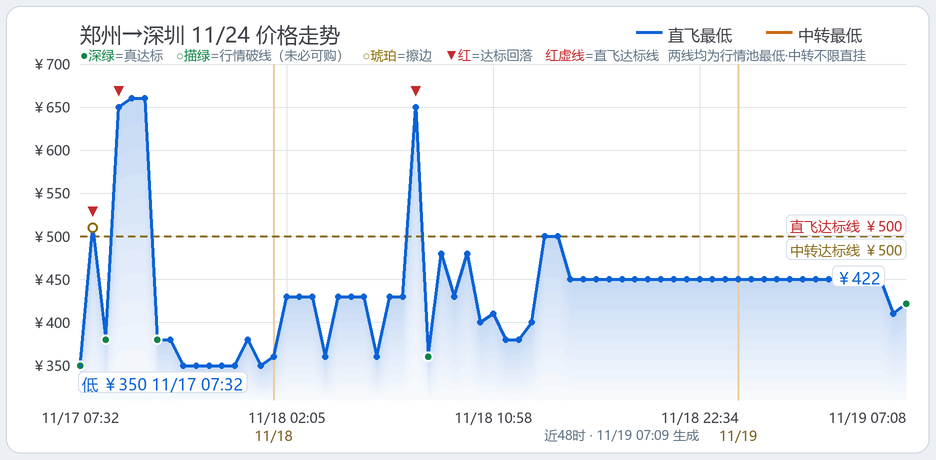 郑州→深圳 11/24 价格走势
直飞最低 中转最低
深绿=真达标 描绿=行情破线（未必可购） 琥珀=擦边 ▼红=达标回落 红虚线=直飞达标线 两线均为行情池最低·中转不限直挂
￥700
￥650
￥600
￥550
￥500
￥450
￥400
￥350
直飞达标线 ￥500
中转达标线 ￥500
￥422
低 ￥350 11/17 07:32
11/17 07:32 11/18 02:05 11/18 10:58 11/18 22:34 11/19 07:08
11/18 近48时 · 11/19 07:09 生成 11/19